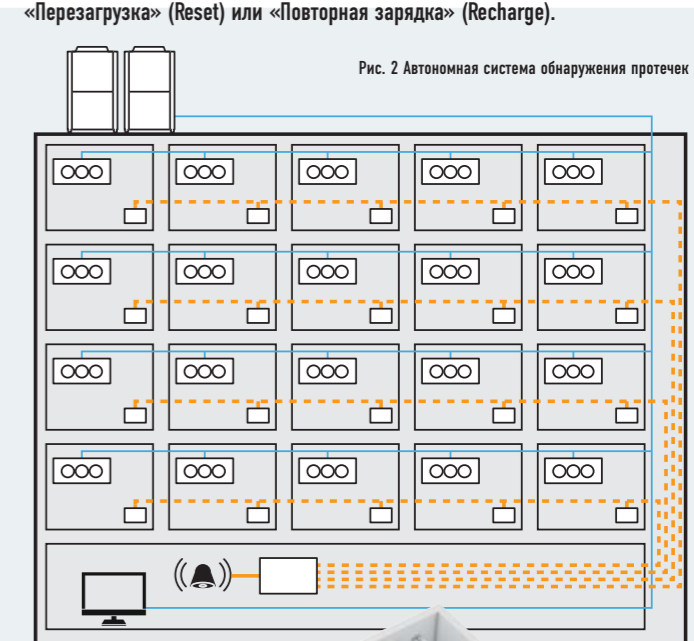 «Перезагрузка» (Reset) или «Повторная зарядка» (Recharge).
Рис. 2 Автономная система обнаружения протечек